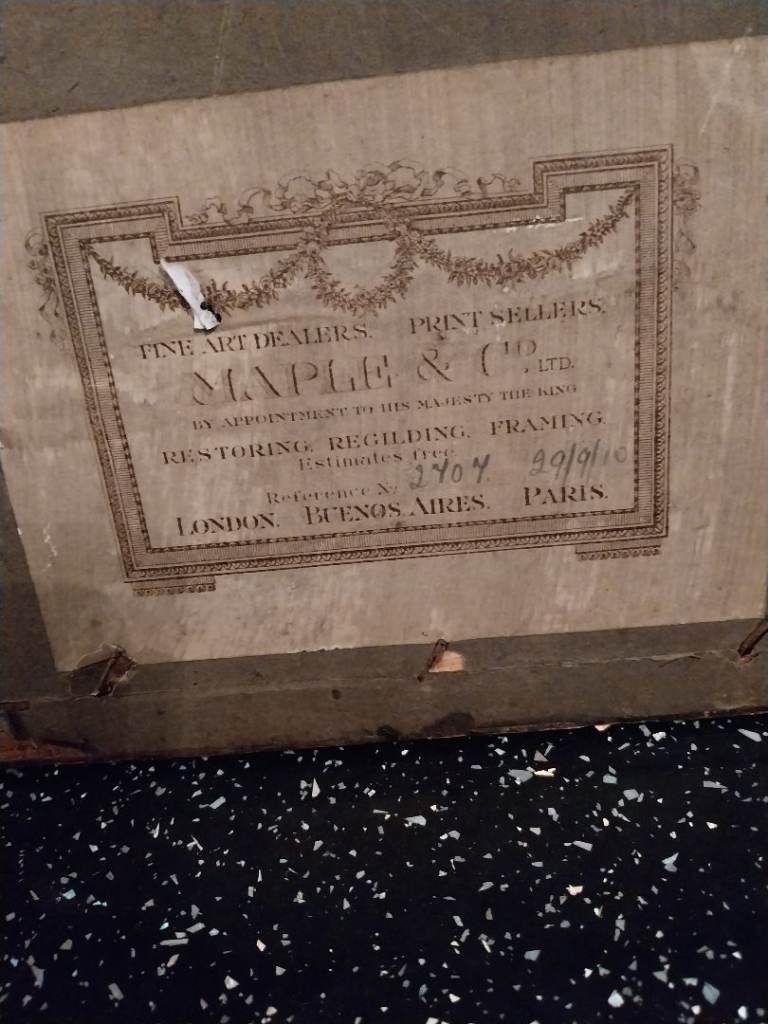 FINE ART DEALERS. PRINT SELLERS.
MAPLE & CO. LTD.
BY APPOINTMENT TO HIS MAJESTY THE KING
RESTORING, REGILDING, FRAMING.
Estimates free.
Reference No. 2707 29/9/10
LONDON. BUENOS AIRES. PARIS.